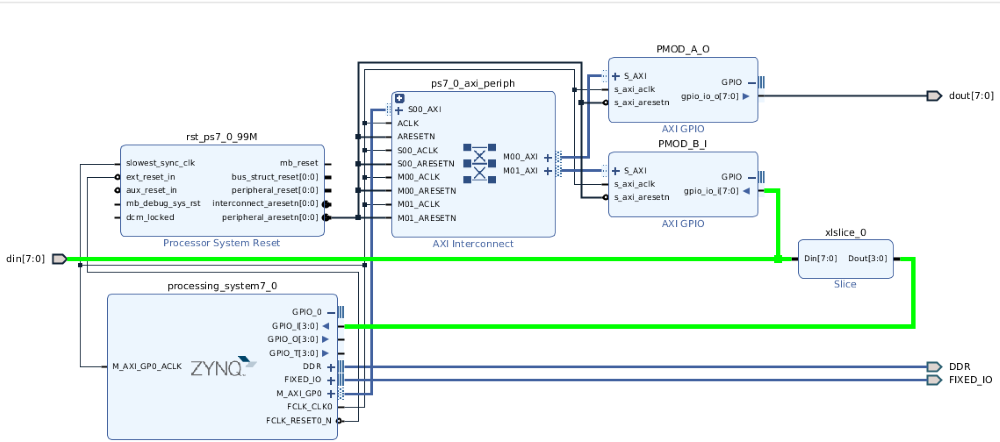 PMOD_A_O
S_AXI
s_axi_aclk
s_axi_aresetn
GPIO
gpio_io_o[7:0]
AXI GPIO
dout[7:0]
ps7_0_axi_periph
S00_AXI
ACLK
ARESETN
S00_ACLK
S00_ARESETN
M00_ACLK
M00_ARESETN
M01_ACLK
M01_ARESETN
M00_AXI
M01_AXI
AXI Interconnect
PMOD_B_I
S_AXI
s_axi_aclk
s_axi_aresetn
GPIO
gpio_io_i[7:0]
AXI GPIO
rst_ps7_0_99M
slowest_sync_clk
ext_reset_in
aux_reset_in
mb_debug_sys_rst
dcm_locked
mb_reset
bus_struct_reset[0:0]
peripheral_reset[0:0]
interconnect_aresetn[0:0]
peripheral_aresetn[0:0]
Processor System Reset
din[7:0]
xlslice_0
Din[7:0]
Dout[3:0]
Slice
processing_system7_0
M_AXI_GP0_ACLK
ZYNQ
GPIO_0
GPIO_I[3:0]
GPIO_O[3:0]
GPIO_T[3:0]
DDR
FIXED_IO
M_AXI_GP0
FCLK_CLK0
FCLK_RESET0_N
DDR
FIXED_IO